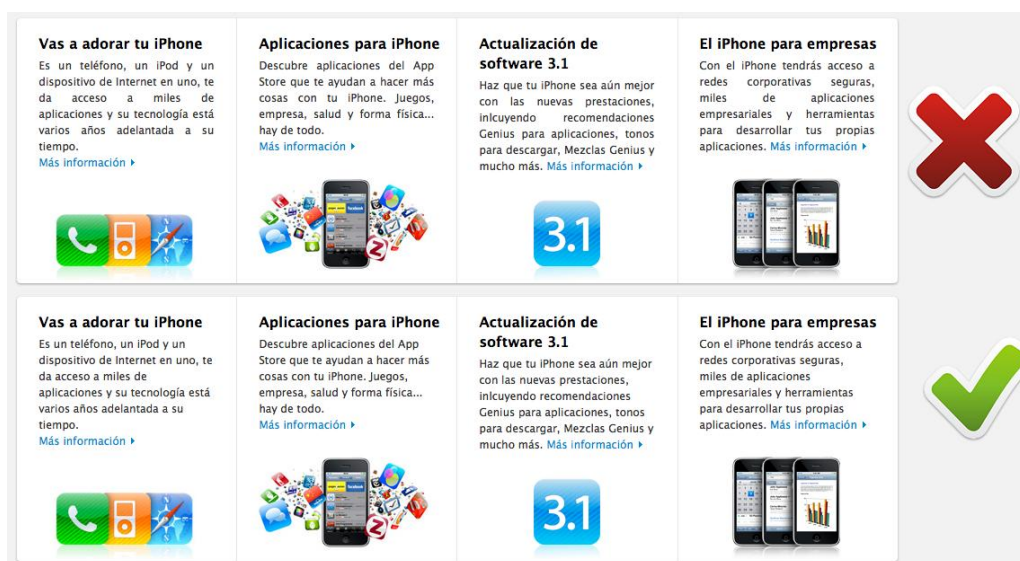 Vas a adorar tu iPhone
Es un teléfono, un iPod y un
dispositivo de Internet en uno, te
da acceso a miles de
aplicaciones y su tecnología está
varios años adelantada a su
tiempo.
Más información
Aplicaciones para iPhone
Descubre aplicaciones del App
Store que te ayudan a hacer más
cosas con tu iPhone. Juegos,
empresa, salud y forma física...
hay de todo.
Más información
Actualización de
software 3.1
Haz que tu iPhone sea aún mejor
con las nuevas prestaciones,
inlcuyendo recomendaciones
Genius para aplicaciones, tonos
para descargar, Mezclas Genius y
mucho más. Más información
3.1
El iPhone para empresas
Con el iPhone tendrás acceso a
redes corporativas seguras,
miles de aplicaciones
empresariales y herramientas
para desarrollar tus propias
aplicaciones. Más información
Vas a adorar tu iPhone
Es un teléfono, un iPod y un
dispositivo de Internet en uno, te
da acceso a miles de
aplicaciones y su tecnología está
varios años adelantada a su
tiempo.
Más información
Aplicaciones para iPhone
Descubre aplicaciones del App
Store que te ayudan a hacer más
cosas con tu iPhone. Juegos,
empresa, salud y forma física...
hay de todo.
Más información
Actualización de
software 3.1
Haz que tu iPhone sea aún mejor
con las nuevas prestaciones,
inlcuyendo recomendaciones
Genius para aplicaciones, tonos
para descargar, Mezclas Genius y
mucho más. Más información
3.1
El iPhone para empresas
Con el iPhone tendrás acceso a
redes corporativas seguras,
miles de aplicaciones
empresariales y herramientas
para desarrollar tus propias
aplicaciones. Más información